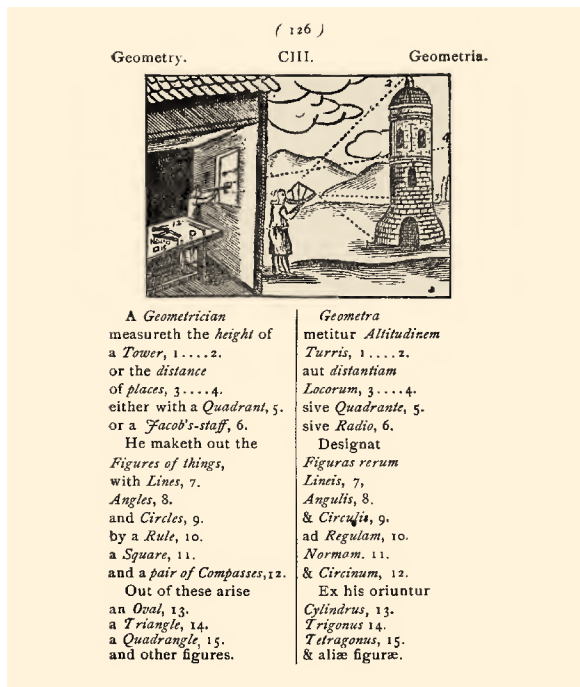 ( 126 )
Geometry. CIII. Geometria.
2
4
12
A Geometrician
measureth the height of
a Tower, 1 . . . . 2.
or the distance
of places, 3 . . . . 4.
either with a Quadrant, 5.
or a Jacob's-staff, 6.
He maketh out the
Figures of things,
with Lines, 7.
Angles, 8.
and Circles, 9.
by a Rule, 10.
a Square, 11.
and a pair of Compasses, 12.
Out of these arise
an Oval, 13.
a Triangle, 14.
a Quadrangle, 15.
and other figures.
Geometra
metitur Altitudinem
Turris, 1 . . . . 2.
aut distantiam
Locorum, 3 . . . . 4.
sive Quadrante, 5.
sive Radio, 6.
Designat
Figuras rerum
Lineis, 7,
Angulis, 8.
& Circulis, 9.
ad Regulam, 10.
Normam. 11.
& Circinum, 12.
Ex his oriuntur
Cylindrus, 13.
Trigonus 14.
Tetragonus, 15.
& aliæ figuræ.